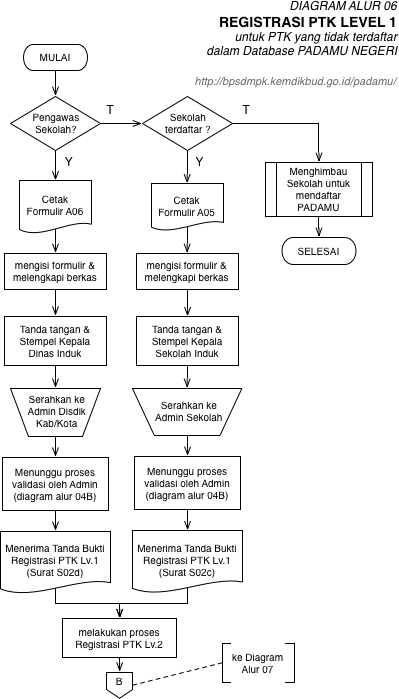 DIAGRAM ALUR 06
REGISTRASI PTK LEVEL 1
untuk PTK yang tidak terdaftar
dalam Database PADAMU NEGERI
http://bpsdmpk.kemdikbud.go.id/padamu/
MULAI
Pengawas
Sekolah?
T
Sekolah
terdaftar ?
T
Y
Y
Menghimbau
Sekolah untuk
mendaftar
PADAMU
SELESAI
Cetak
Formulir A06
Cetak
Formulir A05
mengisi formulir &
melengkapi berkas
mengisi formulir &
melengkapi berkas
Tanda tangan &
Stempel Kepala
Dinas Induk
Tanda tangan &
Stempel Kepala
Sekolah Induk
Serahkan ke
Admin Disdik
Kab/Kota
Serahkan ke
Admin Sekolah
Menunggu proses
validasi oleh Admin
(diagram alur 04B)
Menunggu proses
validasi oleh Admin
(diagram alur 04B)
Menerima Tanda Bukti
Registrasi PTK Lv.1
(Surat S02d)
Menerima Tanda Bukti
Registrasi PTK Lv.1
(Surat S02c)
melakukan proses
Registrasi PTK Lv.2
B
ke Diagram
Alur 07